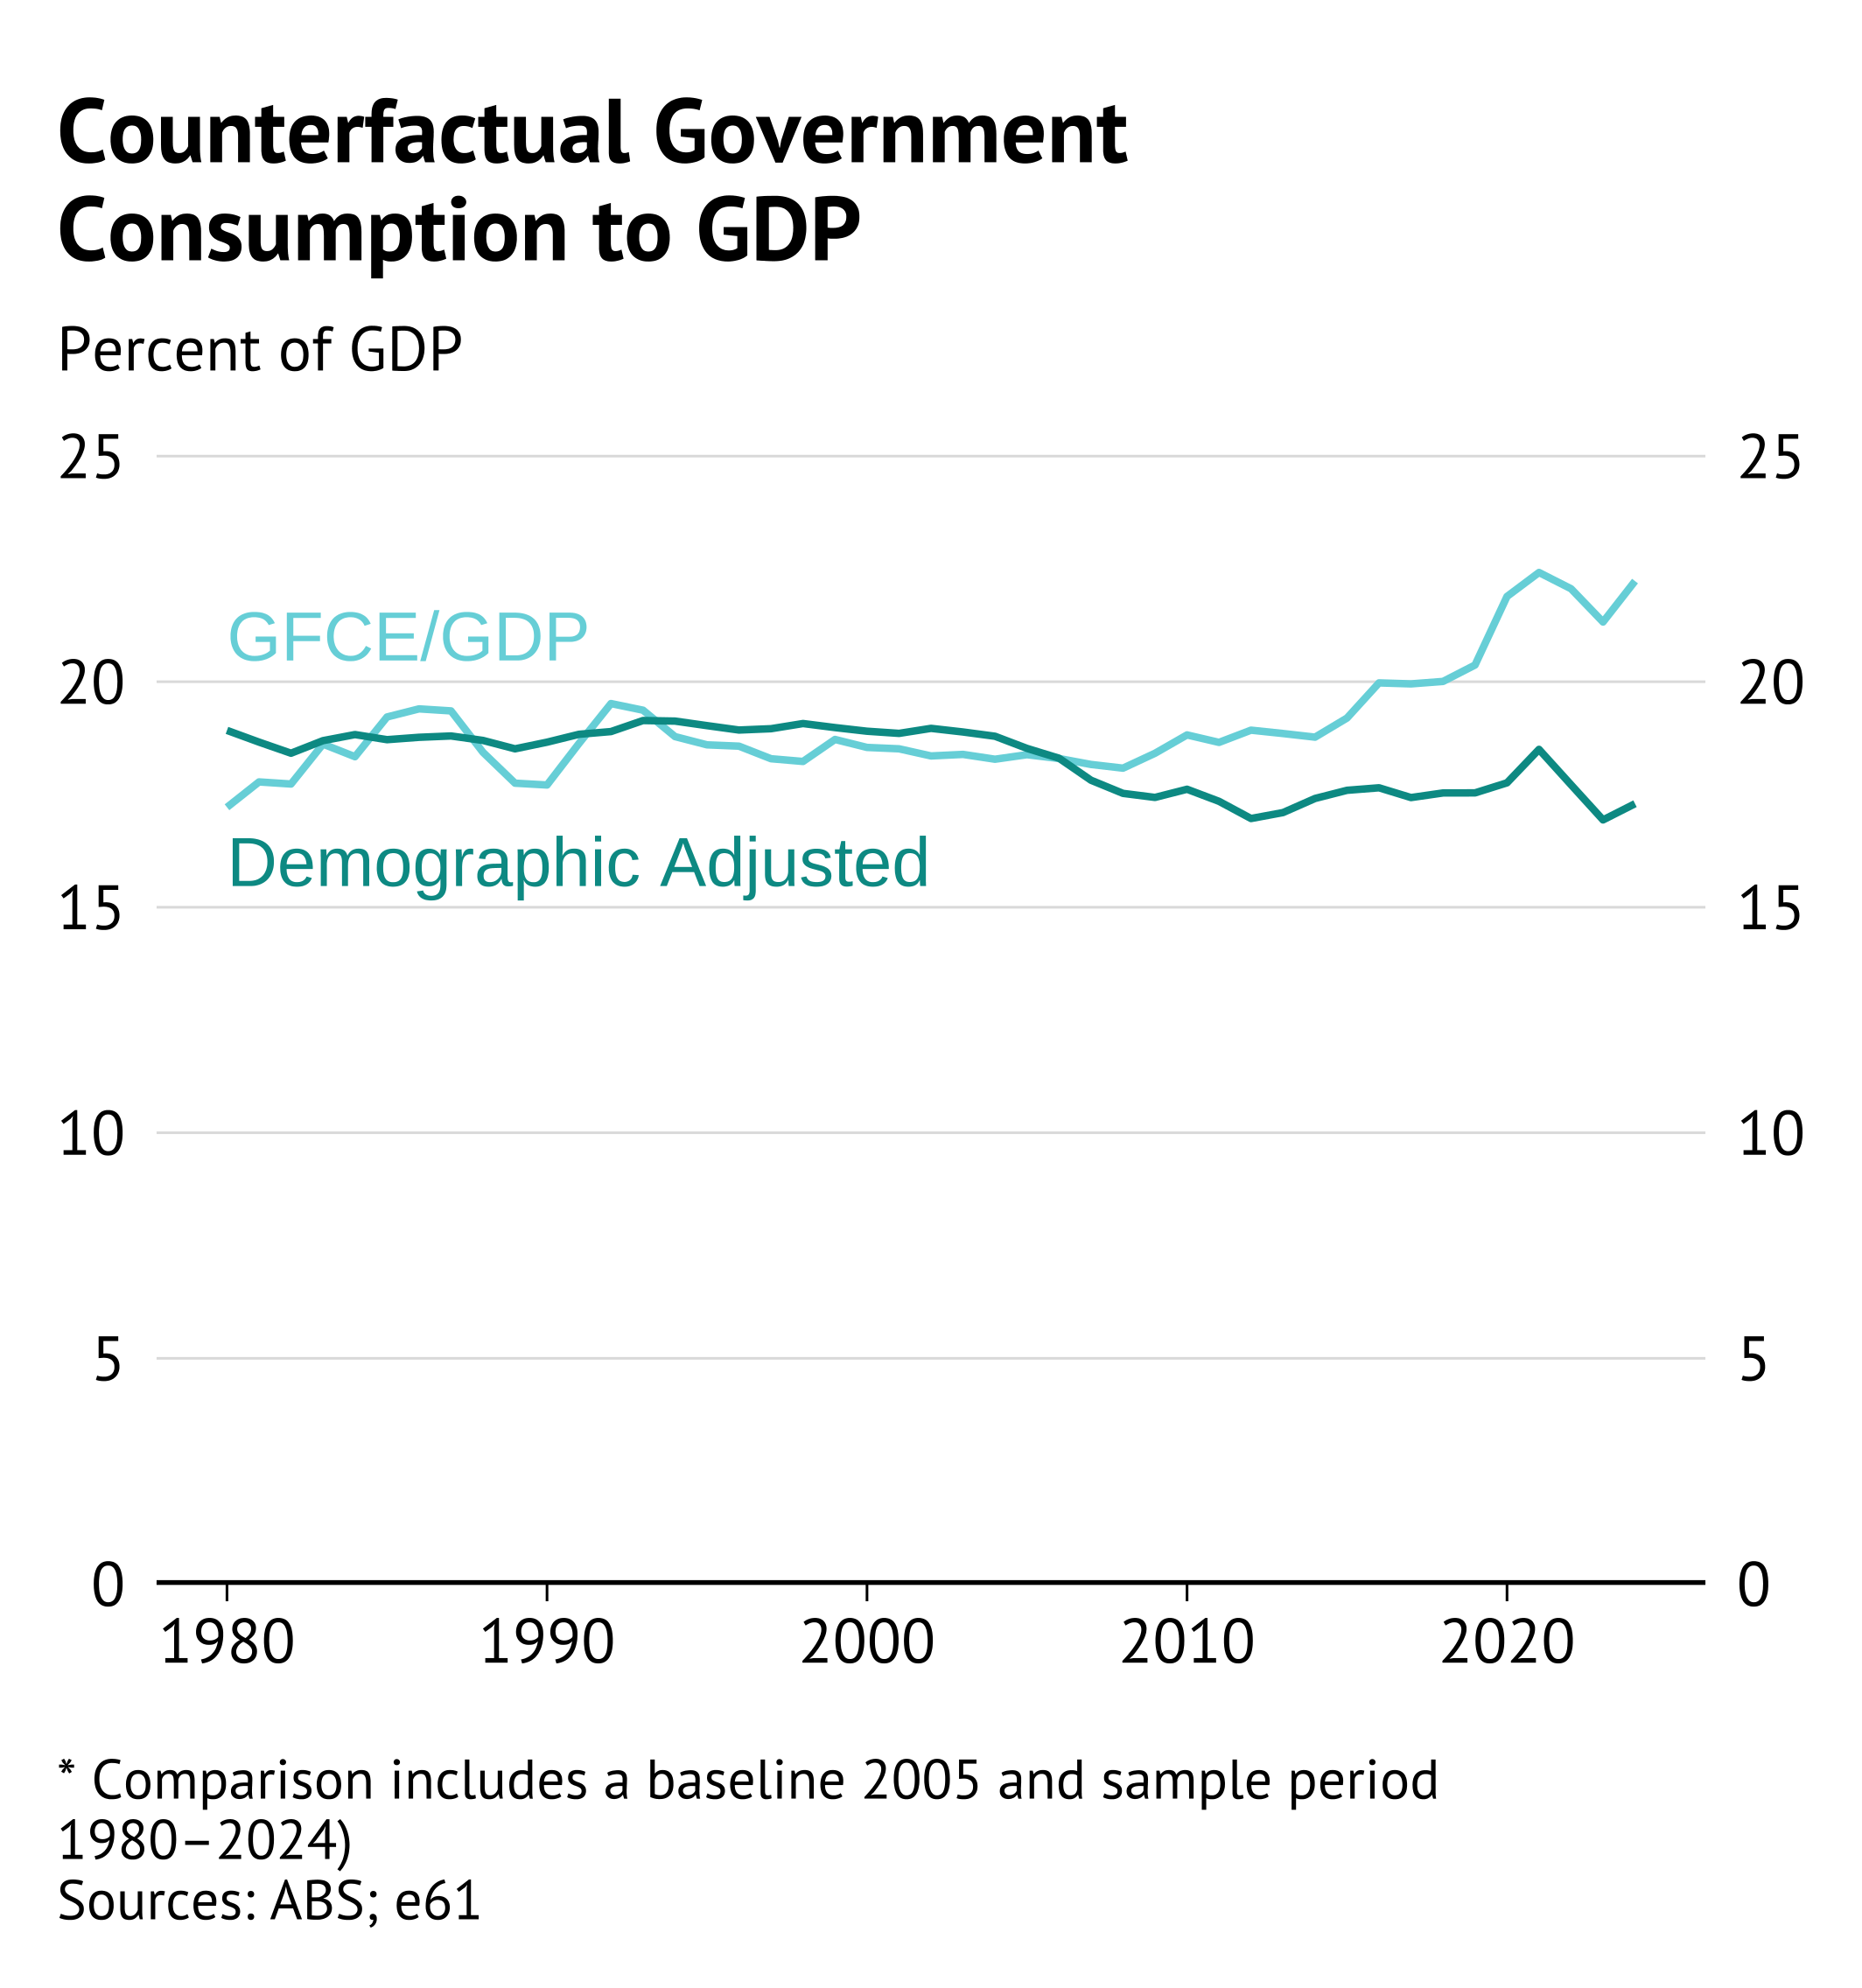 Counterfactual Government
Consumption to GDP
Percent of GDP
25 25
GFCE/GDP
20 20
Demographic Adjusted
15 15
10 10
5 5
0 0
1980 1990 2000 2010 2020
* Comparison includes a baseline 2005 and sample period
1980–2024)
Sources: ABS; e61